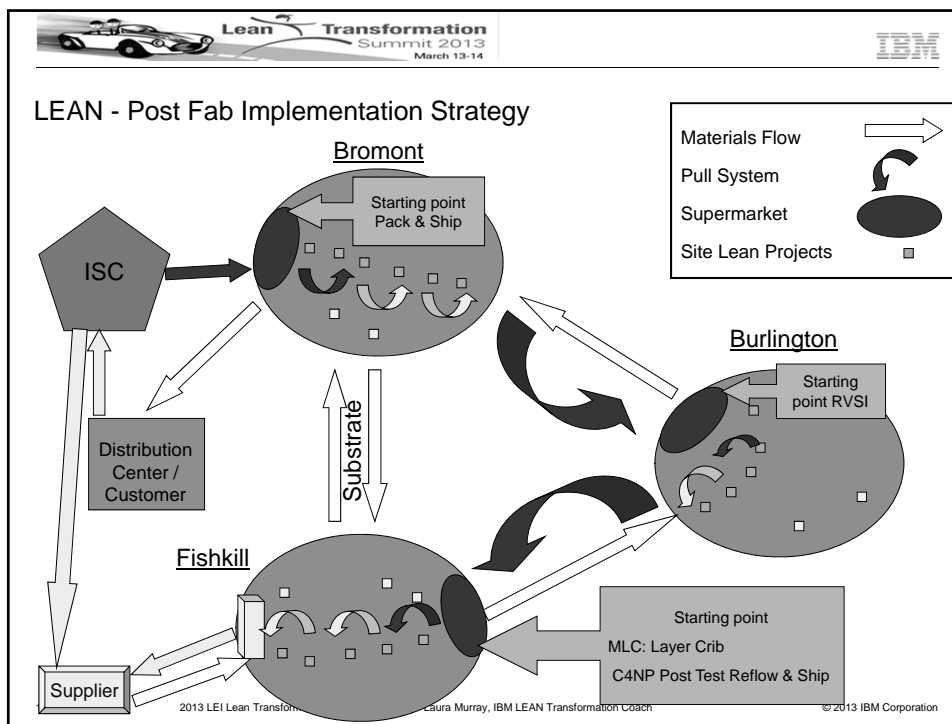 Lean Transformation
Summit 2013
March 13-14
IBM
LEAN - Post Fab Implementation Strategy
Materials Flow
Pull System
Supermarket
Site Lean Projects
Bromont
Starting point
Pack & Ship
ISC
Burlington
Starting
point RVSI
Distribution
Center /
Customer
Substrate
Fishkill
Starting point
MLC: Layer Crib
C4NP Post Test Reflow & Ship
Supplier
2013 LEI Lean Transfor
Laura Murray, IBM LEAN Transformation Coach
© 2013 IBM Corporation